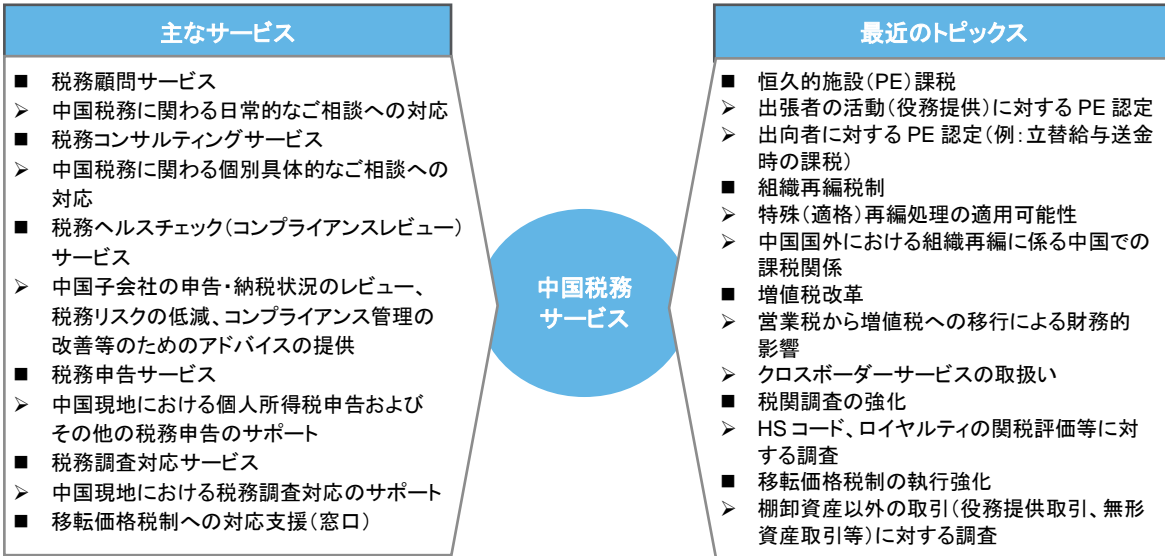 主なサービス
■ 税務顧問サービス
➢ 中国税務に関わる日常的なご相談への対応
■ 税務コンサルティングサービス
➢ 中国税務に関わる個別具体的なご相談への
対応
■ 税務ヘルスチェック(コンプライアンスレビュー)
サービス
➢ 中国子会社の申告・納税状況のレビュー、
税務リスクの低減、コンプライアンス管理の
改善等のためのアドバイスの提供
■ 税務申告サービス
➢ 中国現地における個人所得税申告および
その他の税務申告のサポート
■ 税務調査対応サービス
➢ 中国現地における税務調査対応のサポート
■ 移転価格税制への対応支援(窓口)
中国税務
サービス
最近のトピックス
■ 恒久的施設(PE)課税
➢ 出張者の活動(役務提供)に対する PE 認定
➢ 出向者に対する PE 認定(例:立替給与送金
時の課税)
■ 組織再編税制
➢ 特殊(適格)再編処理の適用可能性
➢ 中国国外における組織再編に係る中国での
課税関係
■ 増値税改革
➢ 営業税から増値税への移行による財務的
影響
➢ クロスボーダーサービスの取扱い
■ 税関調査の強化
➢ HS コード、ロイヤルティの関税評価等に対
する調査
■ 移転価格税制の執行強化
➢ 棚卸資産以外の取引(役務提供取引、無形
資産取引等)に対する調査